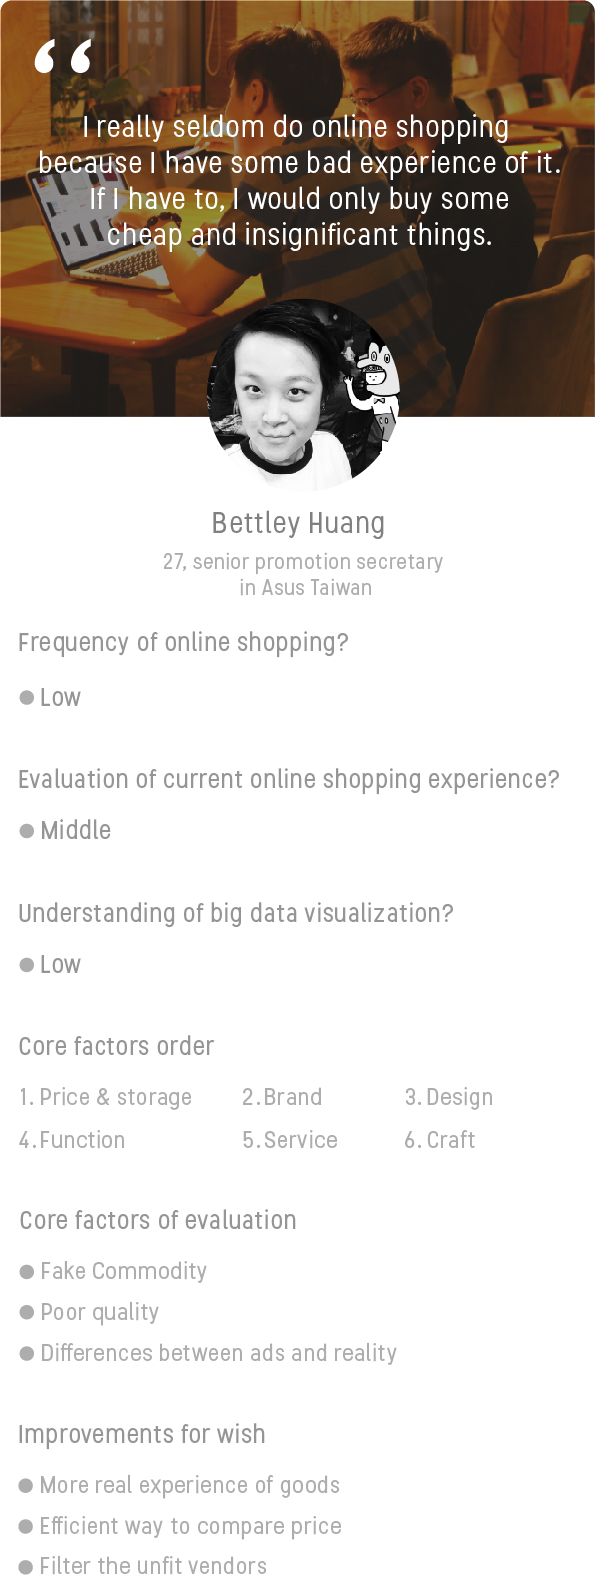 “
I really seldom do online shopping
because I have some bad experience of it.
If I have to, I would only buy some
cheap and insignificant things.
Bettley Huang
27, senior promotion secretary
in Asus Taiwan
Frequency of online shopping?
● Low
Evaluation of current online shopping experience?
● Middle
Understanding of big data visualization?
● Low
Core factors order
1. Price & storage 2. Brand 3. Design
4. Function 5. Service 6. Craft
Core factors of evaluation
● Fake Commodity
● Poor quality
● Differences between ads and reality
Improvements for wish
● More real experience of goods
● Efficient way to compare price
● Filter the unfit vendors